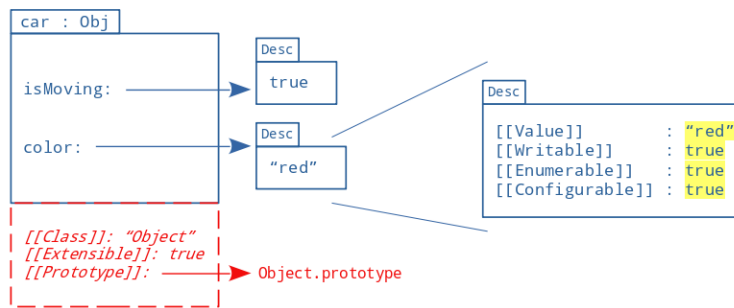 car : Obj
isMoving:
color:
Desc
true
Desc
“red”
Desc
[[Value]] : “red”
[[Writable]] : true
[[Enumerable]] : true
[[Configurable]] : true
[[Class]]: “Object”
[[Extensible]]: true
[[Prototype]]:
Object.prototype